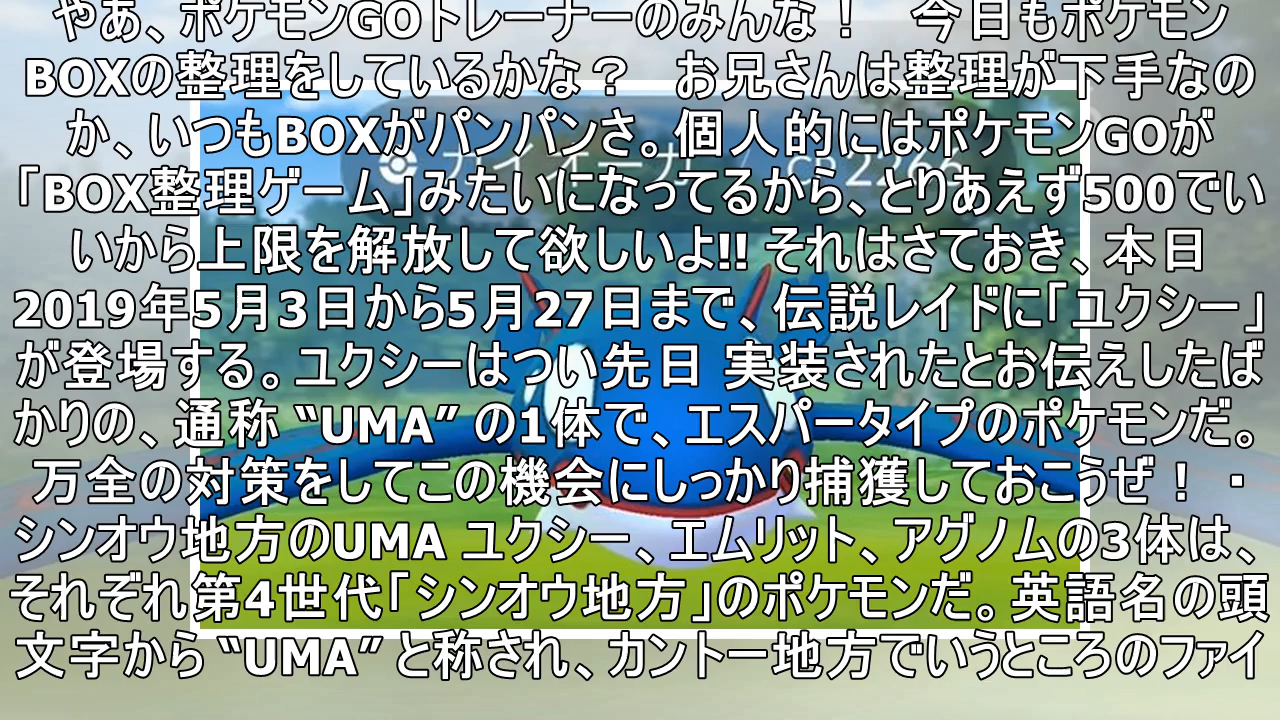 やあ、ポケモンGOトレーナーのみんな！　今日もポケモン
BOXの整理をしているかな？　お兄さんは整理が下手なの
か、いつもBOXがパンパンさ。個人的にはポケモンGOが
「BOX整理ゲーム」みたいになってるから、とりあえず500でい
いから上限を解放して欲しいよ!! それはさておき、本日
2019年5月3日から5月27日まで、伝説レイドに「ユクシー」
が登場する。ユクシーはつい先日 実装されたとお伝えしたば
かりの、通称 “UMA” の1体で、エスパータイプのポケモンだ。
万全の対策をしてこの機会にしっかり捕獲しておこうぜ！ ・
シンオウ地方のUMA ユクシー、エムリット、アグノムの3体は、
それぞれ第4世代「シンオウ地方」のポケモンだ。英語名の頭
文字から “UMA” と称され、カントー地方でいうところのファイ
カイオーガ / CP2266